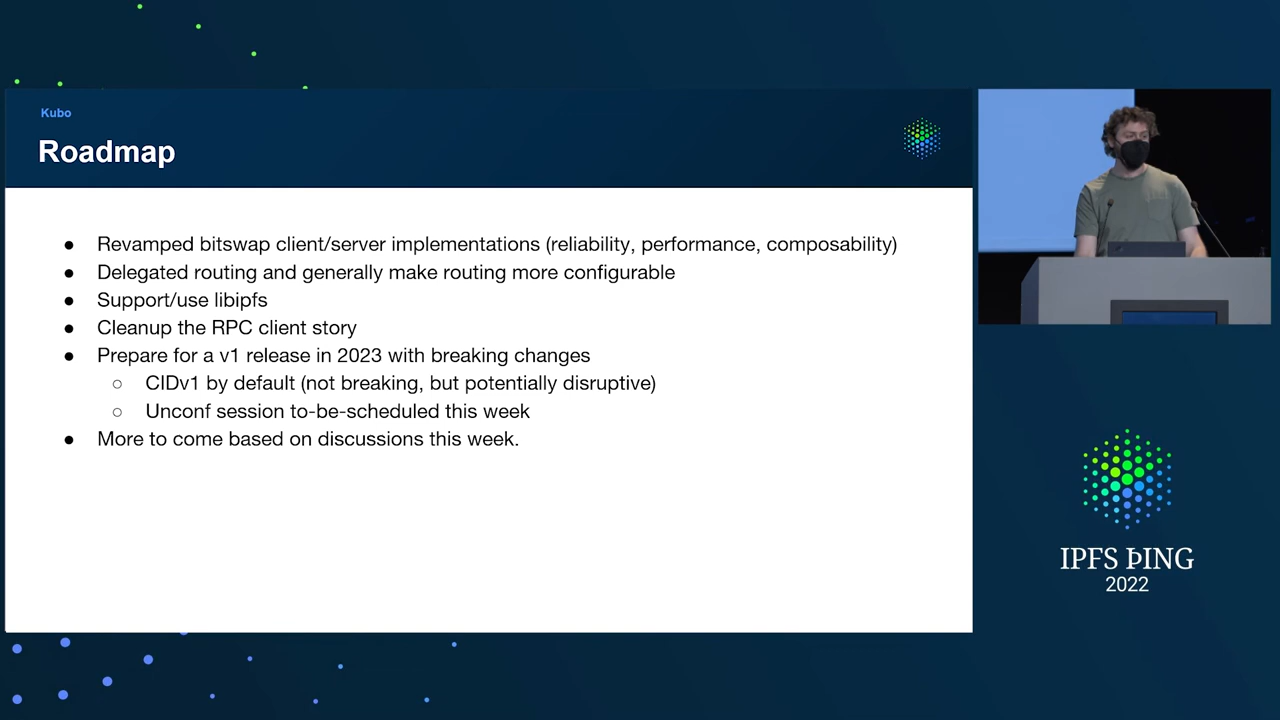 Kubo
Roadmap
● Revamped bitswap client/server implementations (reliability, performance, composability)
● Delegated routing and generally make routing more configurable
● Support/use libipfs
● Cleanup the RPC client story
● Prepare for a v1 release in 2023 with breaking changes
○ CIDv1 by default (not breaking, but potentially disruptive)
○ Unconf session to-be-scheduled this week
● More to come based on discussions this week.
IPFS ÞING
2022